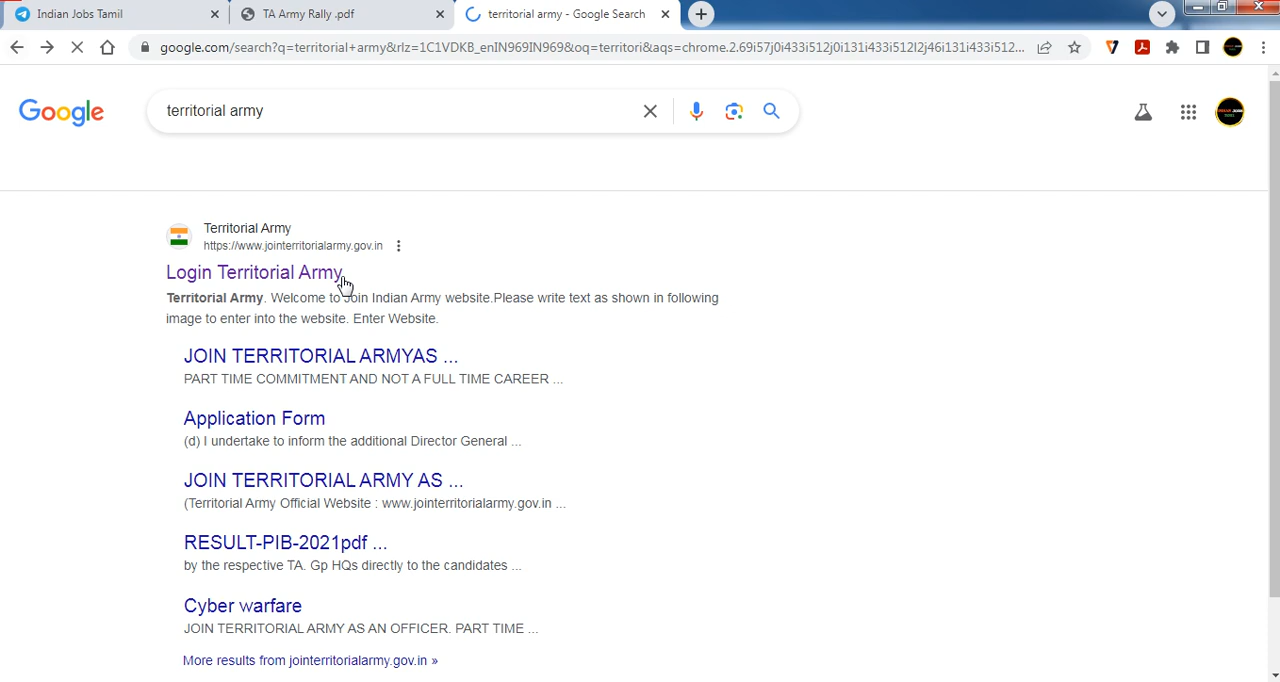 Indian Jobs Tamil
TA Army Rally .pdf
territorial army - Google Search
google.com/search?q=territorial+army&rlz=1C1VDKB_enIN969IN969&oq=territori&aqs=chrome.2.69i57j0i433i512j0i131i433i512l2j46i131i433i512...
Google
territorial army
Territorial Army
https://www.jointerritorialarmy.gov.in
Login Territorial Army
Territorial Army. Welcome to Join Indian Army website.Please write text as shown in following
image to enter into the website. Enter Website.
JOIN TERRITORIAL ARMYAS ...
PART TIME COMMITMENT AND NOT A FULL TIME CAREER ...
Application Form
(d) I undertake to inform the additional Director General ...
JOIN TERRITORIAL ARMY AS ...
(Territorial Army Official Website : www.jointerritorialarmy.gov.in ...
RESULT-PIB-2021pdf ...
by the respective TA. Gp HQs directly to the candidates ...
Cyber warfare
JOIN TERRITORIAL ARMY AS AN OFFICER. PART TIME ...
More results from jointerritorialarmy.gov.in »